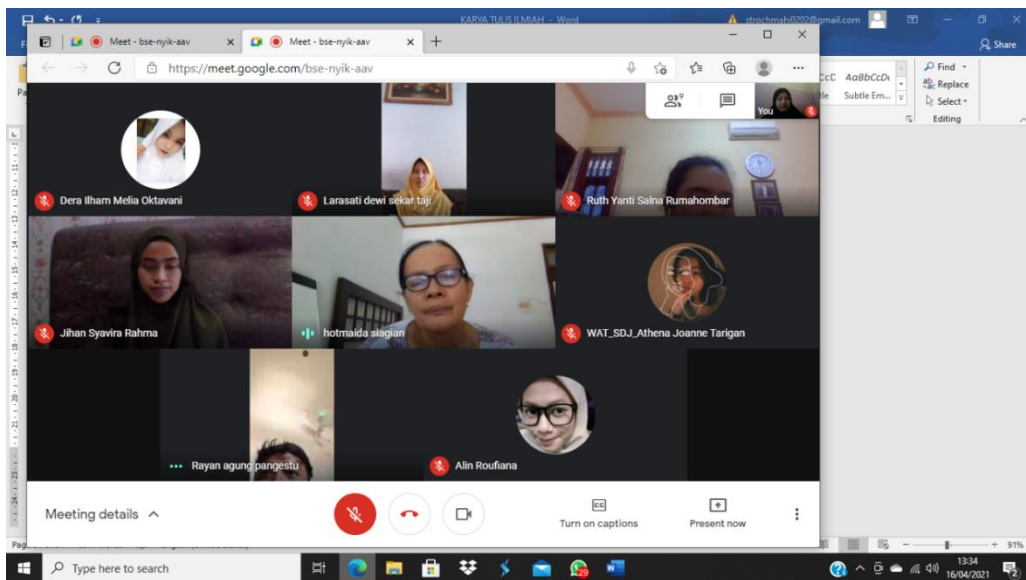 KARYA TULIS ILMIAH - Word
strochmahi0202@gmail.com
Meet - bse-nyik-aav
Meet - bse-nyik-aav
Share
https://meet.google.com/bse-nyik-aav
AaBbCcDc
Subtle Em...
Find
Replace
Select
Editing
You
Dera Ilham Melia Oktavani
Larasati dewi sekar taji
Ruth Yanti Salna Rumahombar
Jihan Syavira Rahma
hotmaida siagian
WAT_SDJ_Athena Joanne Tarigan
Rayan agung pangestu
Alin Roufiana
Meeting details
Turn on captions
Present now
91%
Type here to search
13:34
16/04/2021